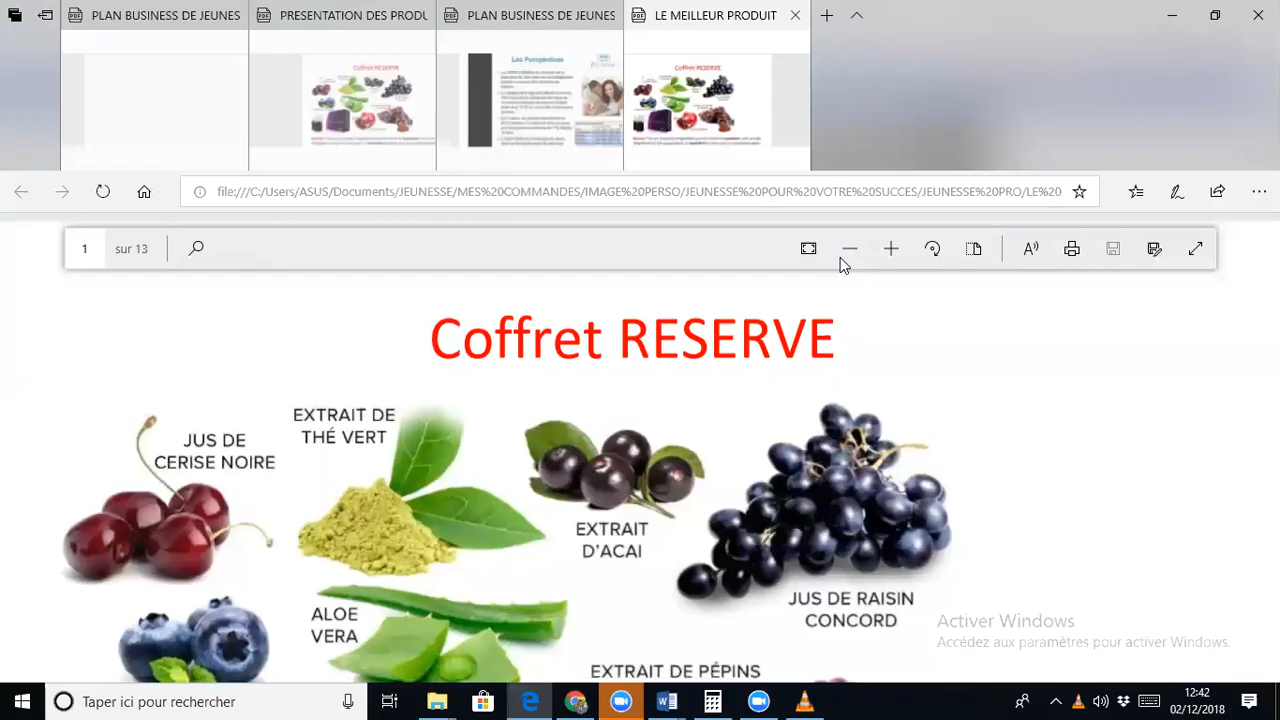 PLAN BUSINESS DE JEUNES
PRESENTATION DES PRODU
PLAN BUSINESS DE JEUNES
LE MEILLEUR PRODUIT
Coffret RESERVE
Les Perspectives
Coffret RESERVE
file:///C:/Users/ASUS/Documents/JEUNESSE/MES%20COMMANDES/IMAGE%20PERSO/JEUNESSE%20POUR%20VOTRE%20SUCCES/JEUNESSE%20PRO/LE%20
1 sur 13
Coffret RESERVE
EXTRAIT DE
THÉ VERT
JUS DE
CERISE NOIRE
EXTRAIT
D'ACAI
JUS DE RAISIN
CONCORD
ALOE
VERA
EXTRAIT DE PÉPINS
Activer Windows
Accédez aux paramètres pour activer Windows.
Taper ici pour rechercher
02/12/2018